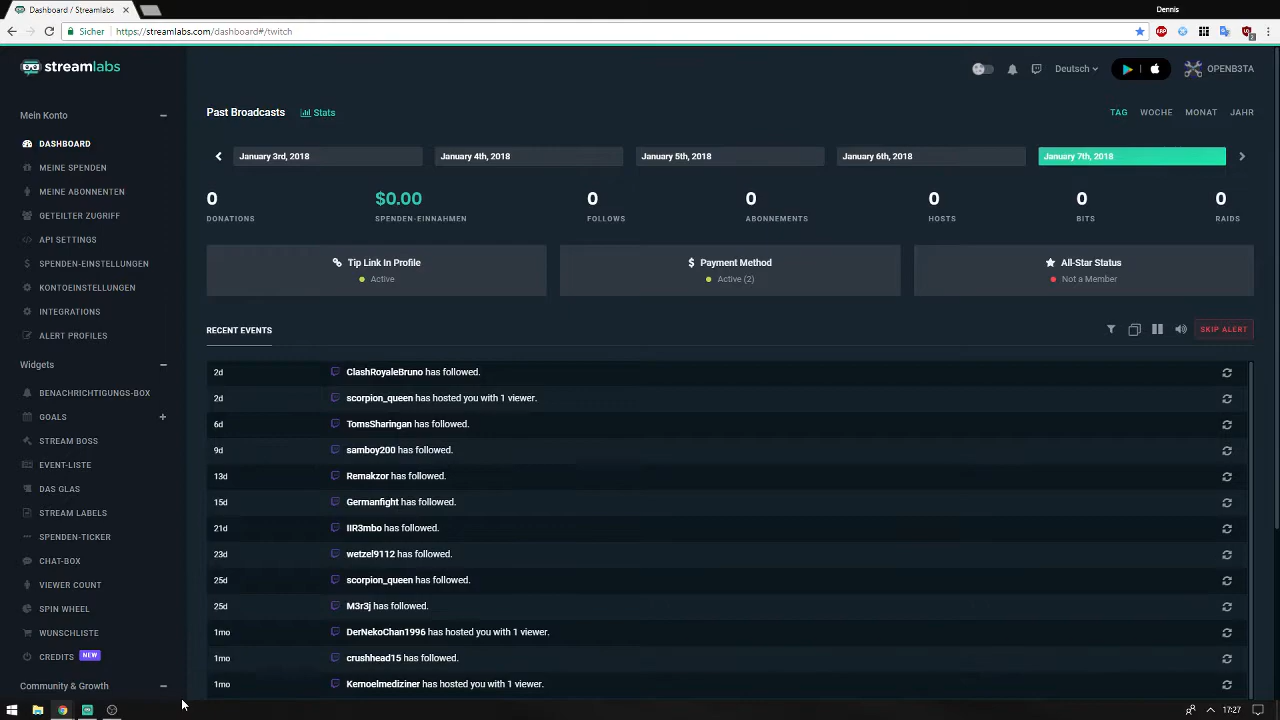 Dennis
Dashboard / Streamlabs
Sicher
https://streamlabs.com/dashboard#/twitch
streamlabs
Deutsch
OPENB3TA
Mein Konto
DASHBOARD
MEINE SPENDEN
MEINE ABONNENTEN
GETEILTER ZUGRIFF
API SETTINGS
SPENDEN-EINSTELLUNGEN
KONTOEINSTELLUNGEN
INTEGRATIONS
ALERT PROFILES
Widgets
BENACHRICHTIGUNGS-BOX
GOALS
STREAM BOSS
EVENT-LISTE
DAS GLAS
STREAM LABELS
SPENDEN-TICKER
CHAT-BOX
VIEWER COUNT
SPIN WHEEL
WUNSCHLISTE
CREDITS NEW
Community & Growth
Past Broadcasts Stats
TAG WOCHE MONAT JAHR
January 3rd, 2018 January 4th, 2018 January 5th, 2018 January 6th, 2018 January 7th, 2018
0 $0.00 0 0 0 0 0
DONATIONS SPENDEN-EINNAHMEN FOLLOWS ABONNEMENTS HOSTS BITS RAIDS
Tip Link In Profile
Active
Payment Method
Active (2)
All-Star Status
Not a Member
RECENT EVENTS
SKIP ALERT
2d ClashRoyaleBruno has followed.
2d scorpion_queen has hosted you with 1 viewer.
6d TomsSharingan has followed.
9d samboy200 has followed.
13d Remakzor has followed.
15d Germanfight has followed.
21d IIR3mbo has followed.
23d wetzel9112 has followed.
25d scorpion_queen has followed.
25d M3r3j has followed.
1mo DerNekoChan1996 has hosted you with 1 viewer.
1mo crushhead15 has followed.
1mo Kemoelmediziner has hosted you with 1 viewer.
17:27